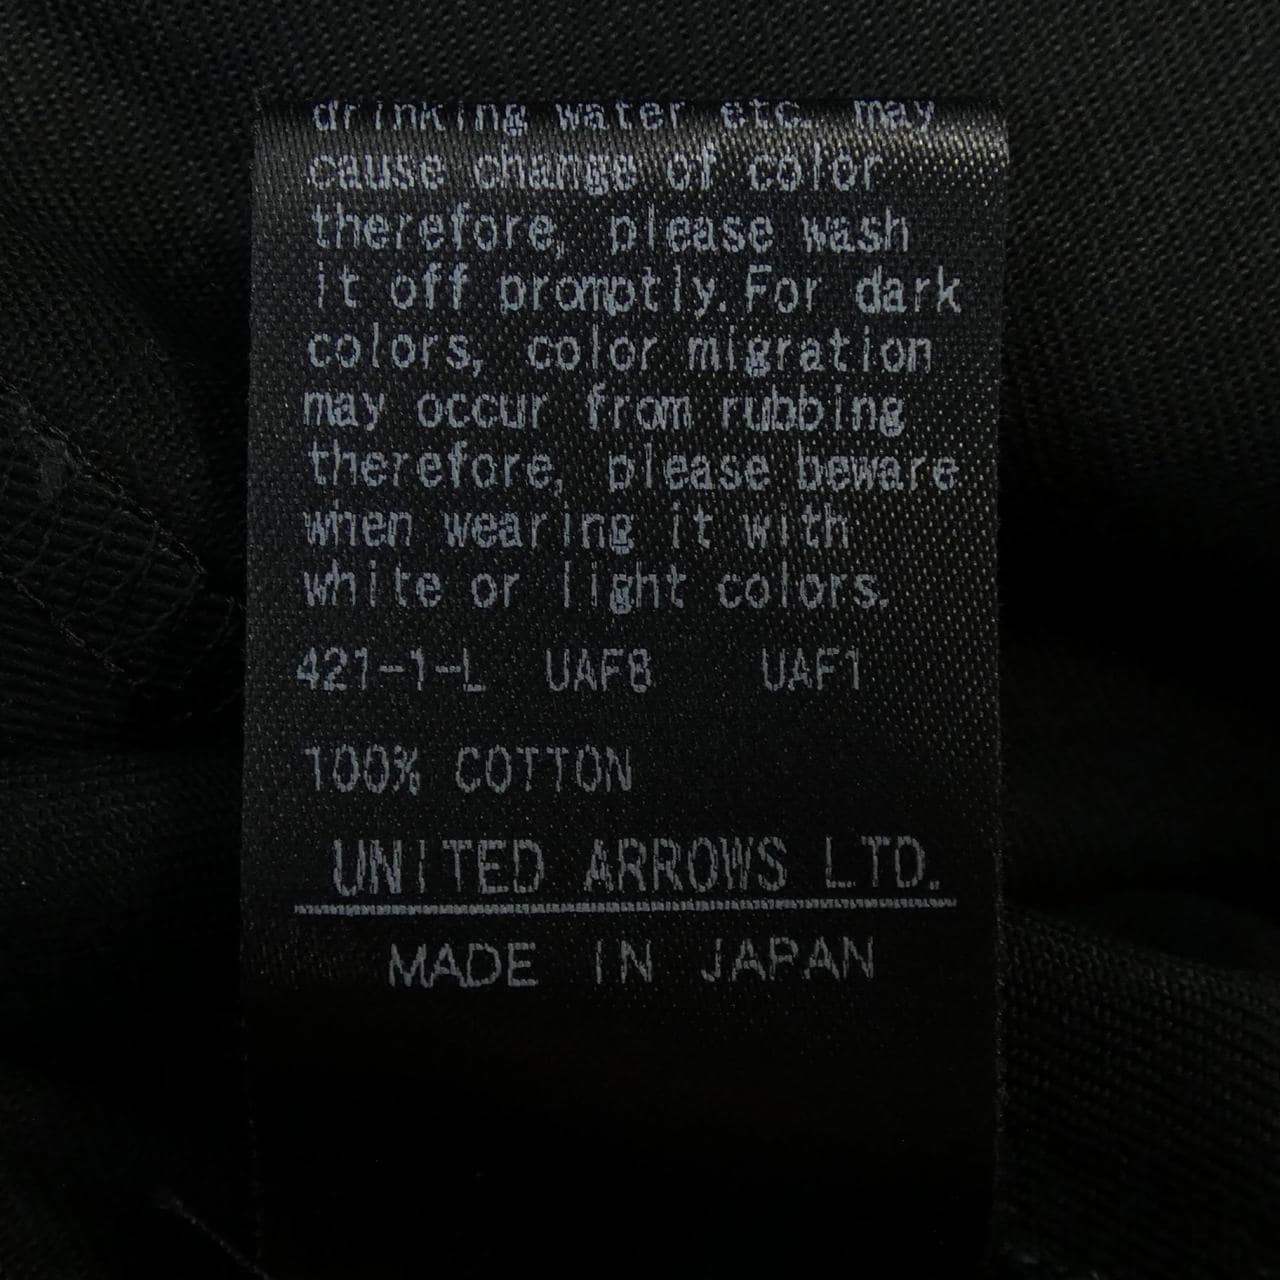 drinking water etc. may
cause change of color
therefore, please wash
it off promptly.For dark
colors, color migration
may occur from rubbing
therefore, please beware
when wearing it with
white or light colors.
421-1-L UAF8 UAF1
100% COTTON
UNITED ARROWS LTD.
MADE IN JAPAN